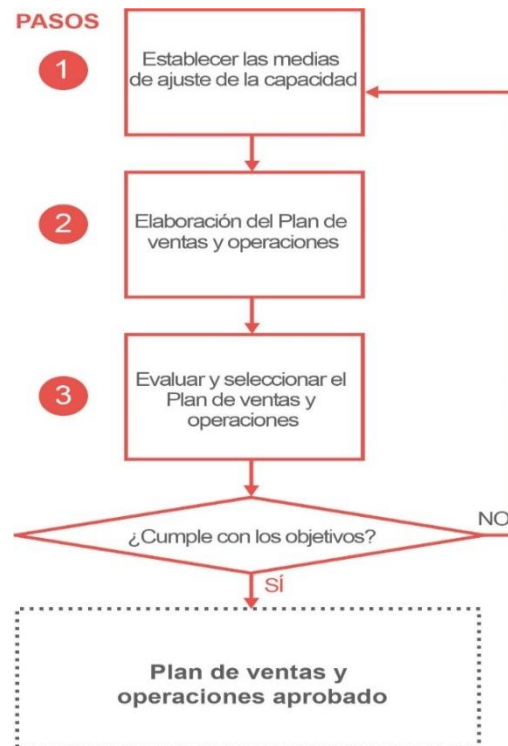 PASOS
1
Establecer las medias
de ajuste de la capacidad
2
Elaboración del Plan de
ventas y operaciones
3
Evaluar y seleccionar el
Plan de ventas y
operaciones
¿Cumple con los objetivos?
NO
SÍ
Plan de ventas y
operaciones aprobado